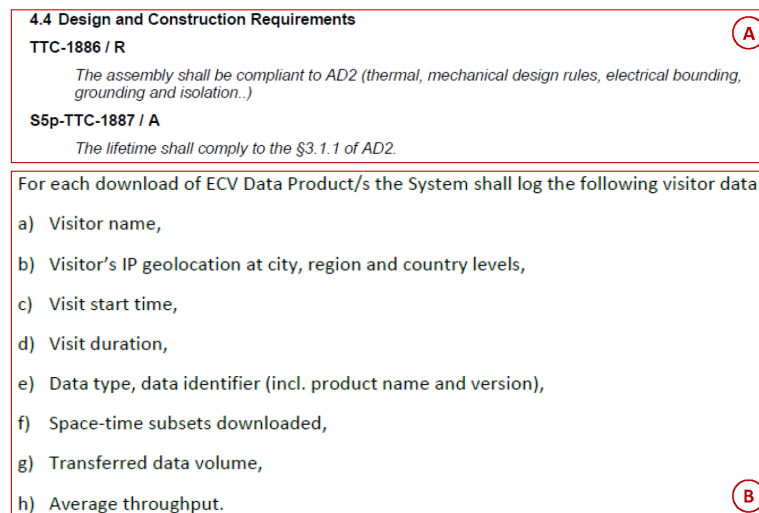 4.4 Design and Construction Requirements
A
TTC-1886 / R
The assembly shall be compliant to AD2 (thermal, mechanical design rules, electrical bounding,
grounding and isolation..)
S5p-TTC-1887 / A
The lifetime shall comply to the §3.1.1 of AD2.
For each download of ECV Data Product/s the System shall log the following visitor data
a) Visitor name,
b) Visitor's IP geolocation at city, region and country levels,
c) Visit start time,
d) Visit duration,
e) Data type, data identifier (incl. product name and version),
f) Space-time subsets downloaded,
g) Transferred data volume,
h) Average throughput.
B